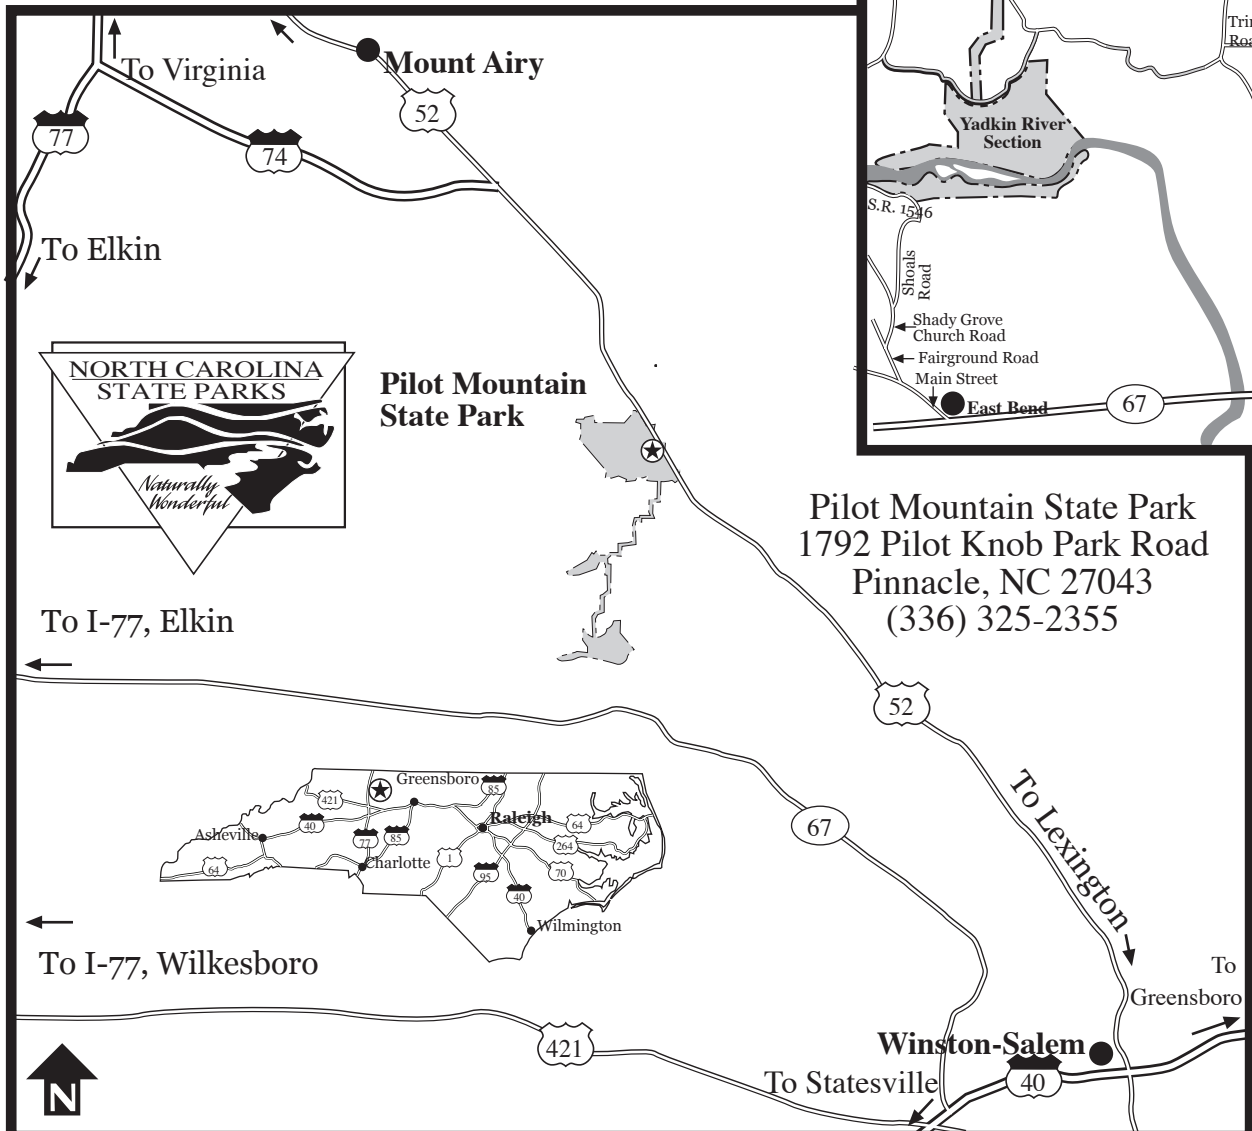 Mount Airy
To Virginia
52
77
74
To Elkin
NORTH CAROLINA
STATE PARKS
Naturally
Wonderful
Pilot Mountain
State Park
Yadkin River
Section
S.R. 1546
Shoals
Road
Shady Grove
Church Road
Fairground Road
Main Street
East Bend
67
Pilot Mountain State Park
1792 Pilot Knob Park Road
Pinnacle, NC 27043
(336) 325-2355
To I-77, Elkin
52
To Lexington
67
Greensboro
85
421
40
Asheville
77
85
Raleigh
64
264
1
Charlotte
64
95
70
40
Wilmington
To I-77, Wilkesboro
To
Greensboro
421
Winston-Salem
40
To Statesville
N